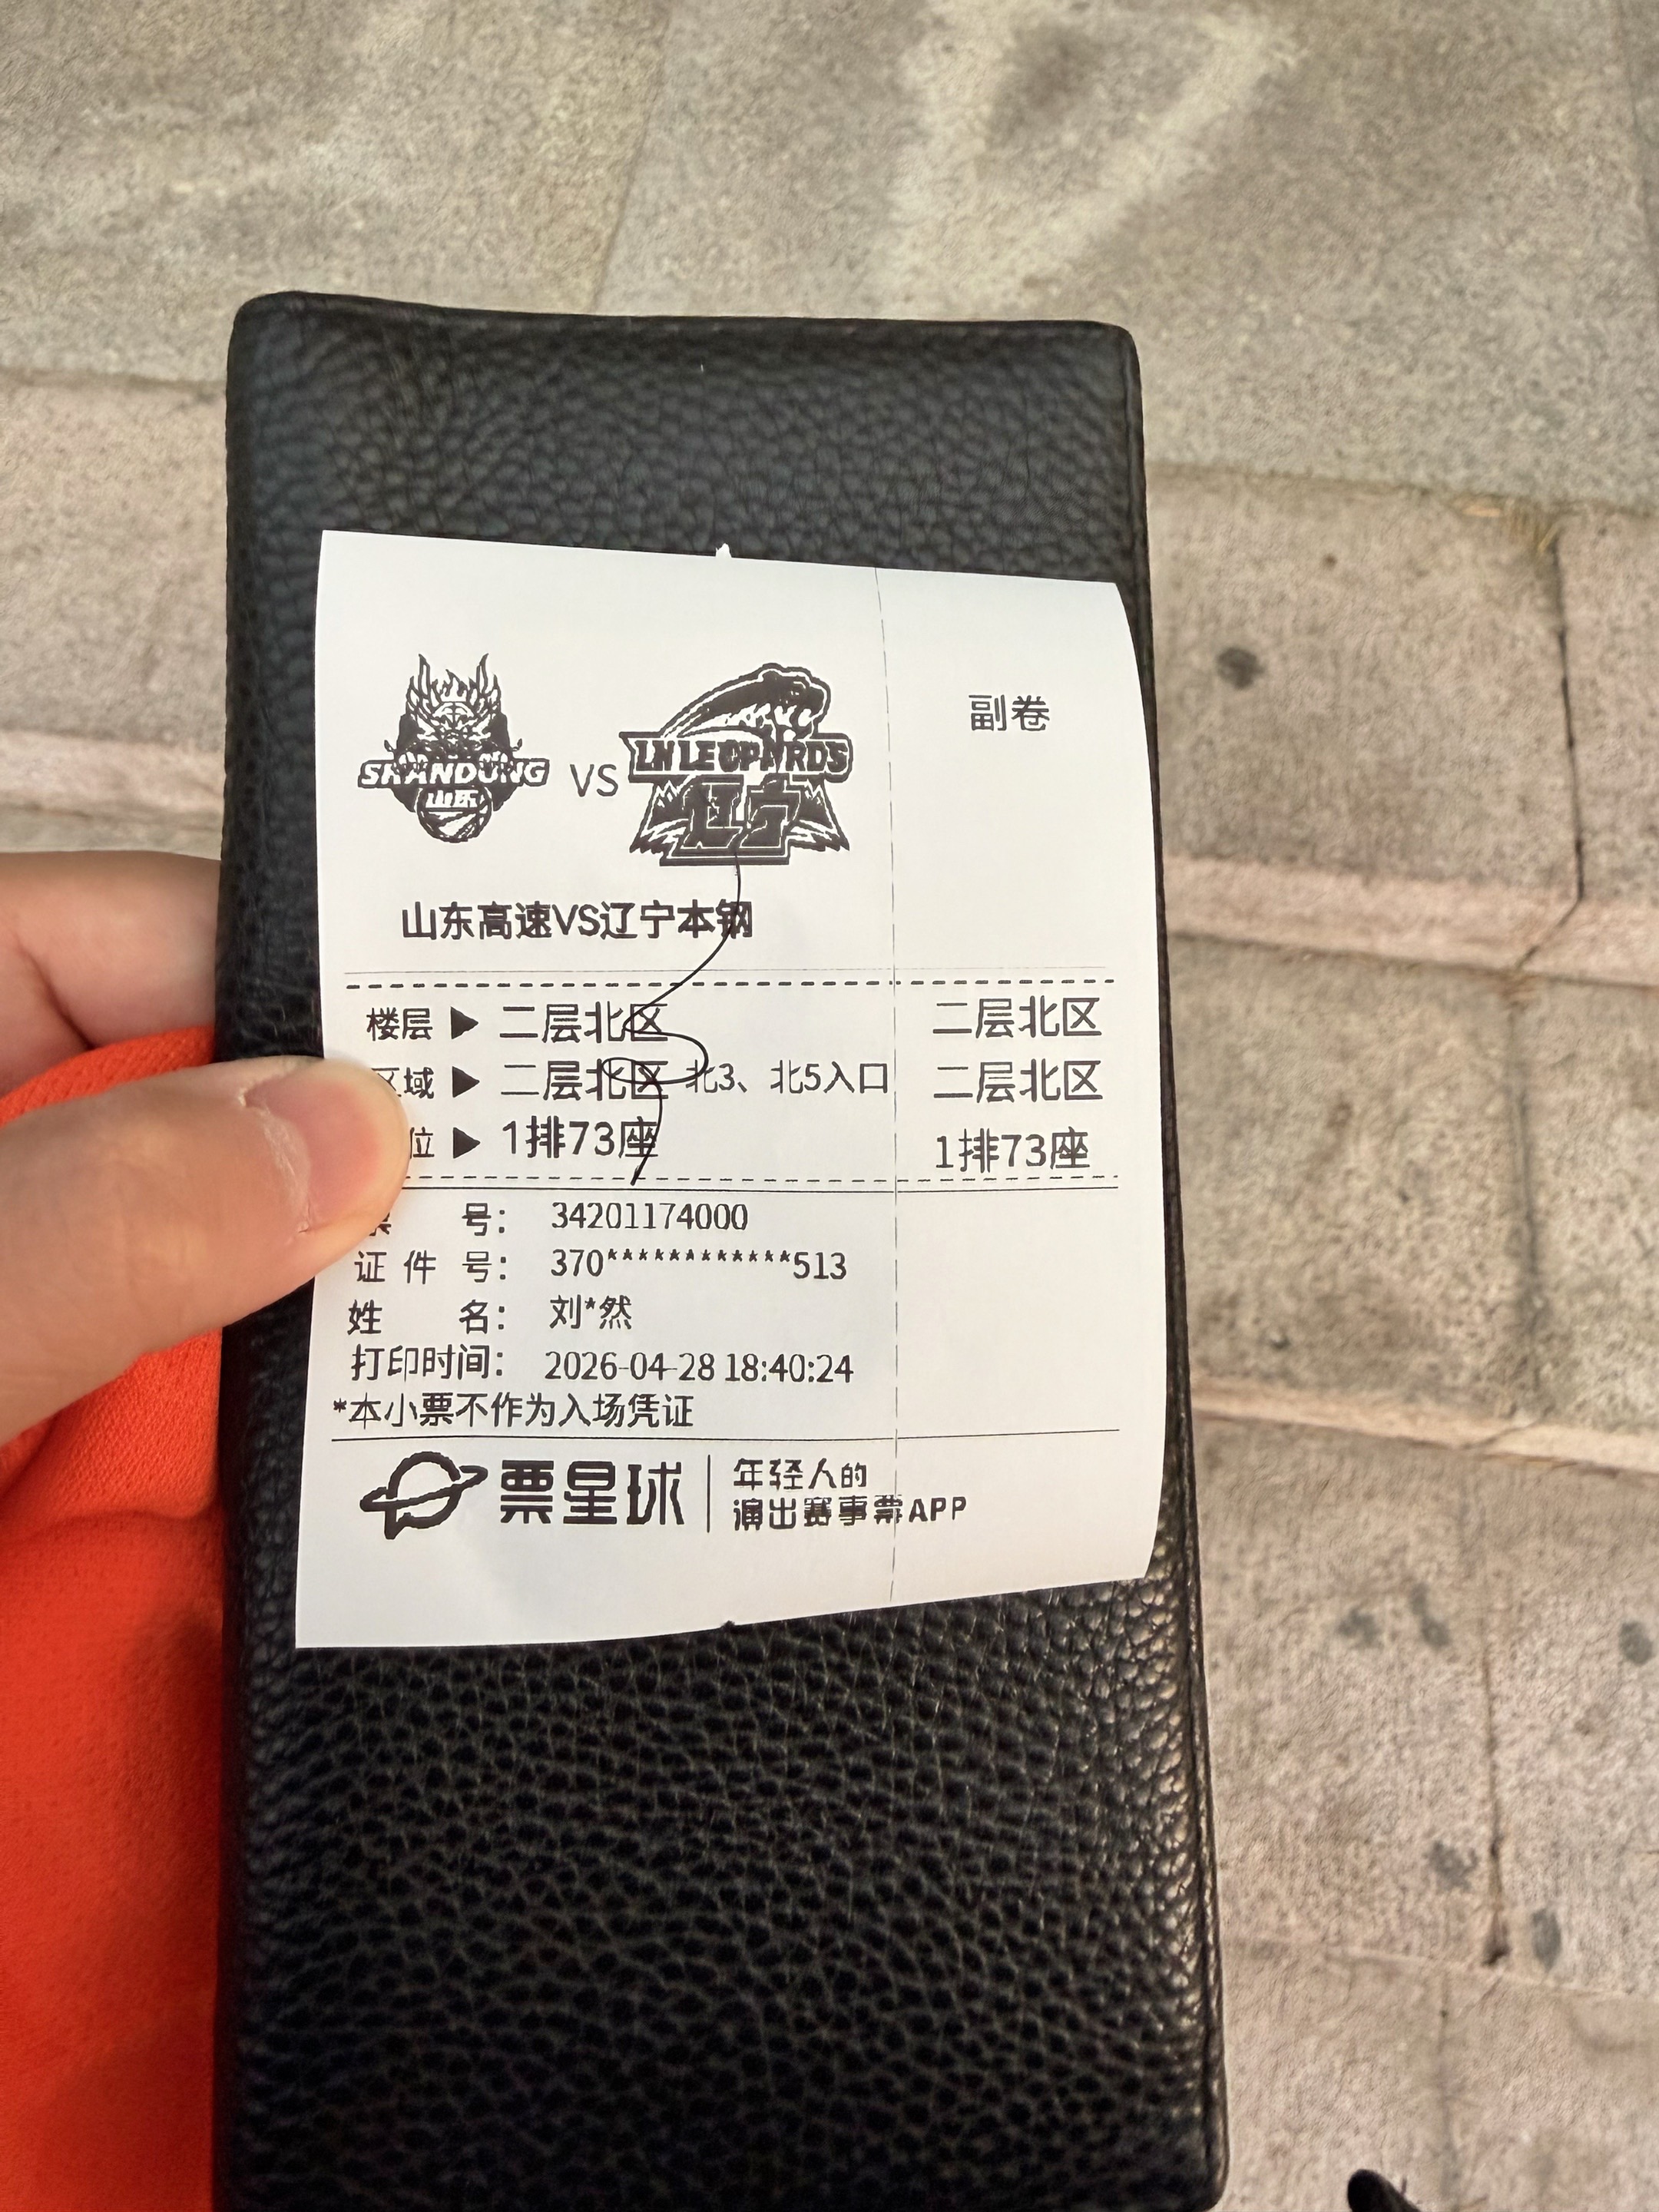 副卷
SHANDONG
山东
VS
LN LEOPARDS
辽宁
山东高速VS辽宁本钢
楼层 ▶ 二层北区 二层北区
区域 ▶ 二层北区 北3、北5入口 二层北区
位 ▶ 1排73座 1排73座
票 号: 34201174000
证件号: 370************513
姓 名: 刘*然
打印时间: 2026-04-28 18:40:24
*本小票不作为入场凭证
票星球
年轻人的
演出赛事票APP